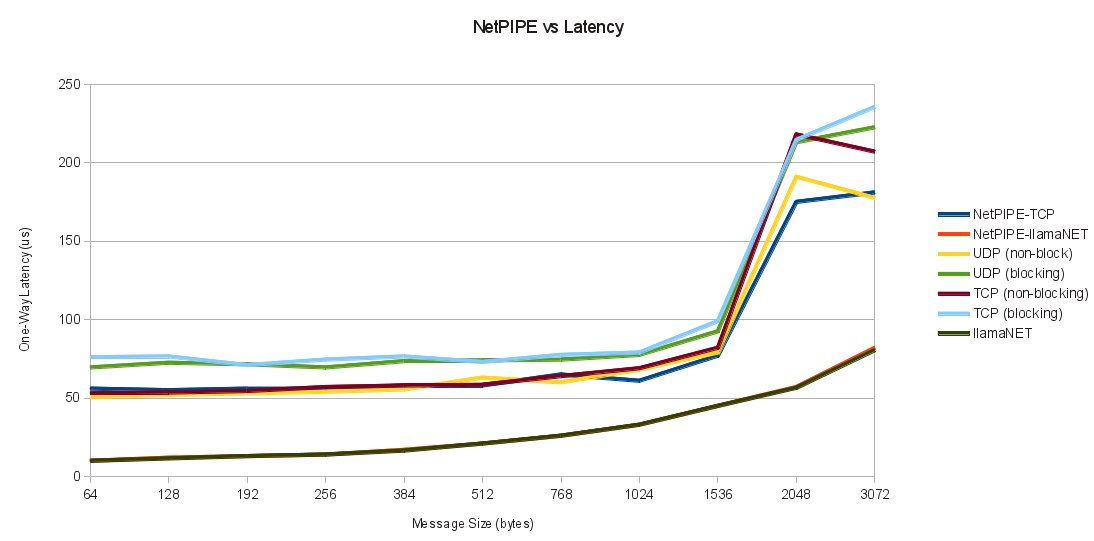 NetPIPE vs Latency
250
200
150
100
50
0
One-Way Latency (us)
64 128 192 256 384 512 768 1024 1536 2048 3072
Message Size (bytes)
NetPIPE-TCP
NetPIPE-llamaNET
UDP (non-block)
UDP (blocking)
TCP (non-blocking)
TCP (blocking)
llamaNET